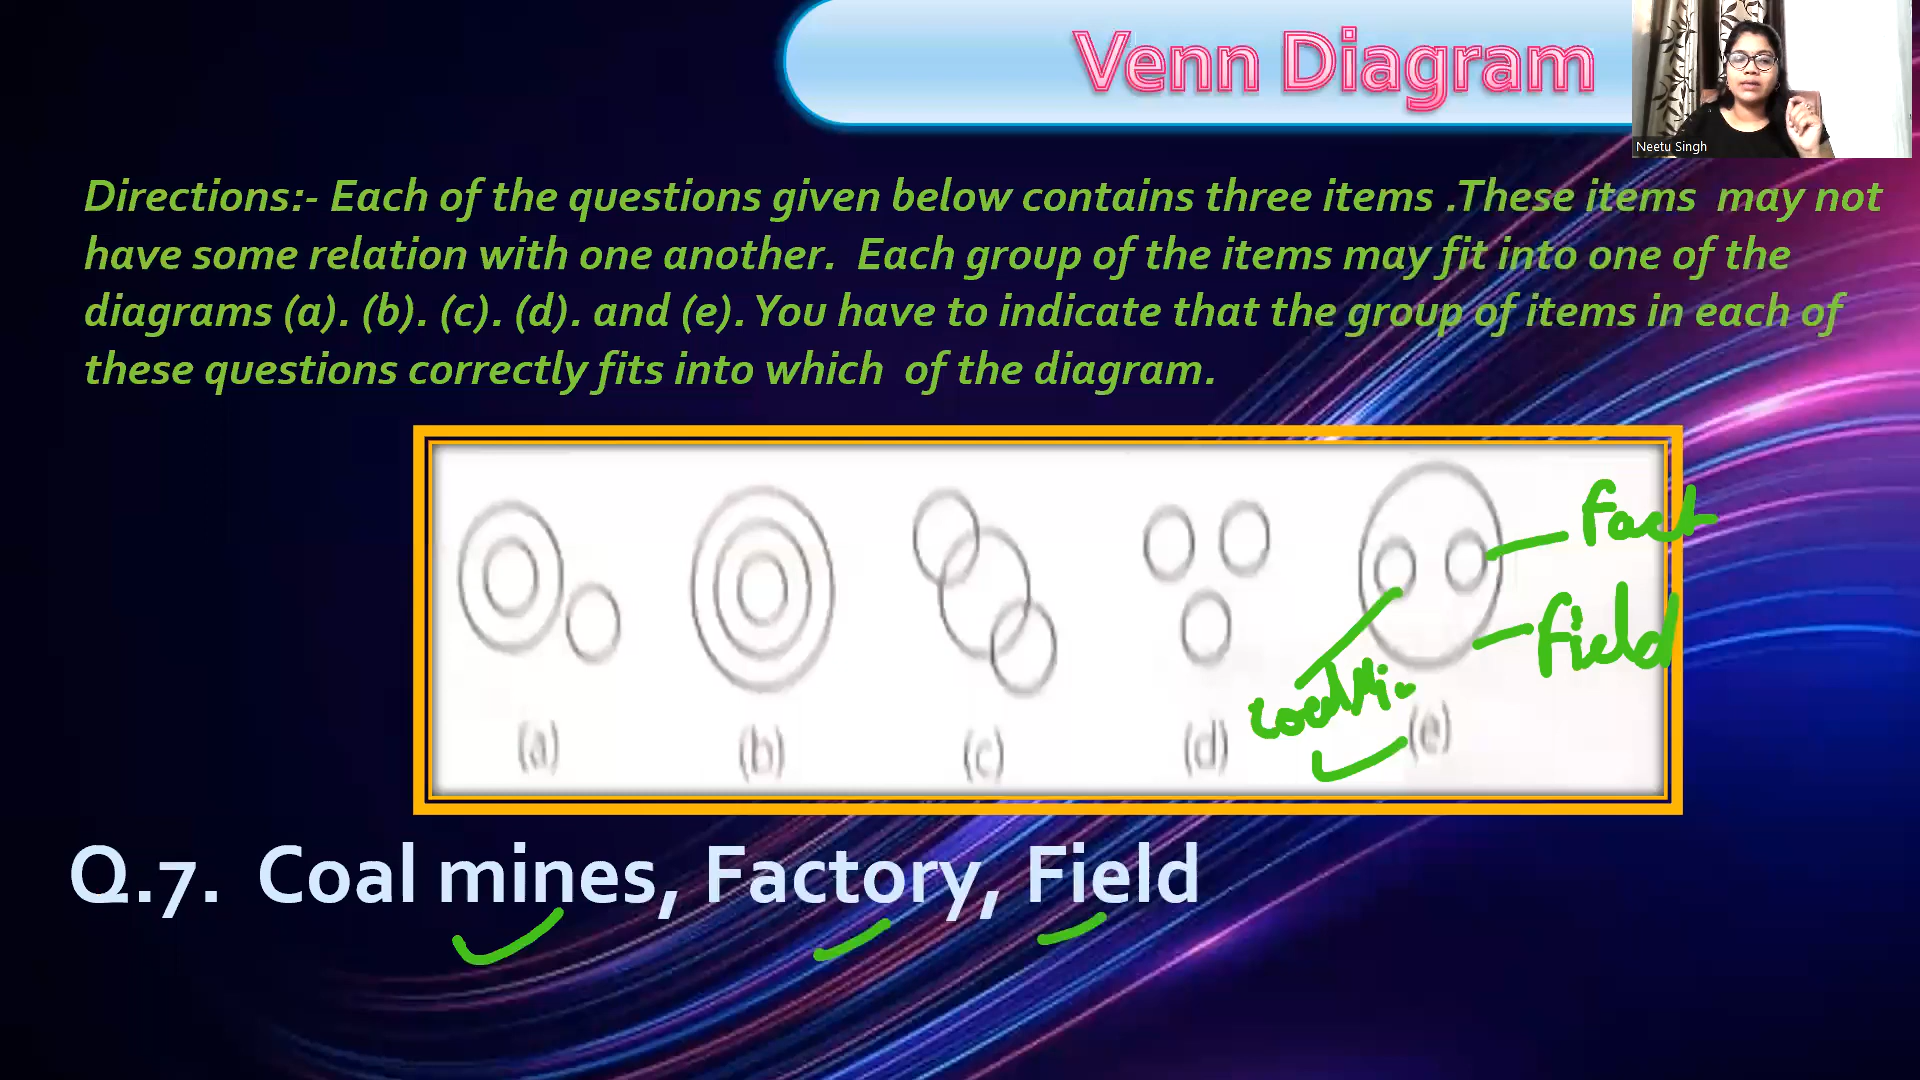 Venn Diagram
Neetu Singh
Directions:- Each of the questions given below contains three items .These items may not
have some relation with one another. Each group of the items may fit into one of the
diagrams (a). (b). (c). (d). and (e). You have to indicate that the group of items in each of
these questions correctly fits into which of the diagram.
Fact
Field
(a) (b) (c) (d) (e)
Q.7. Coal mines, Factory, Field